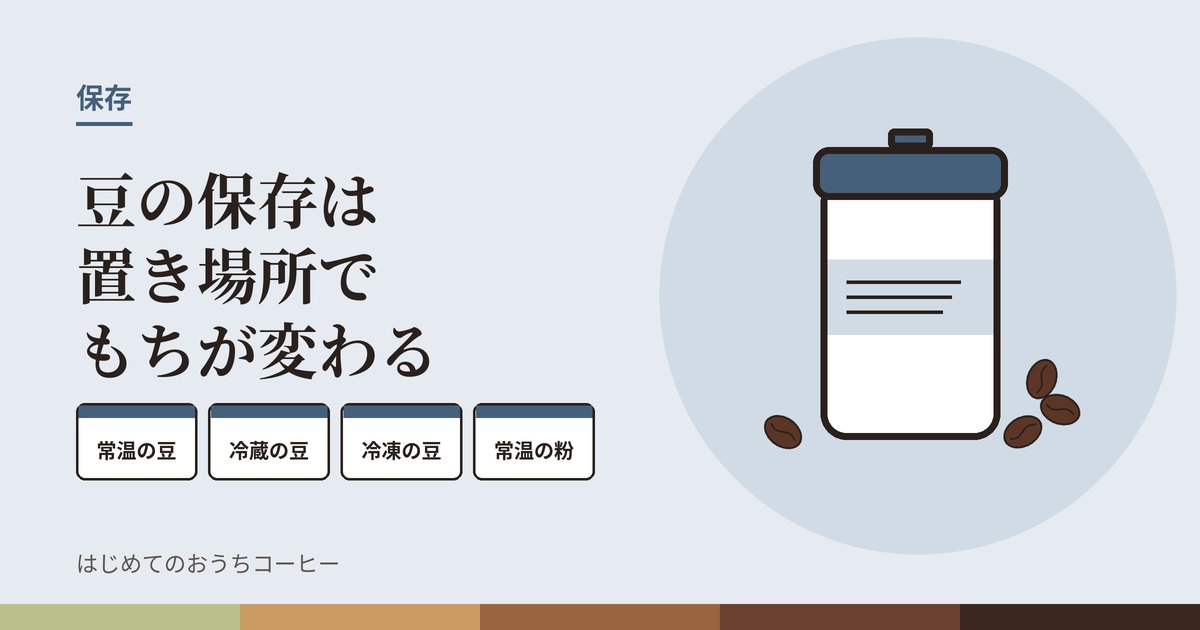 保存
豆の保存は
置き場所で
もちが変わる
常温の豆
冷蔵の豆
冷凍の豆
常温の粉
はじめてのおうちコーヒー